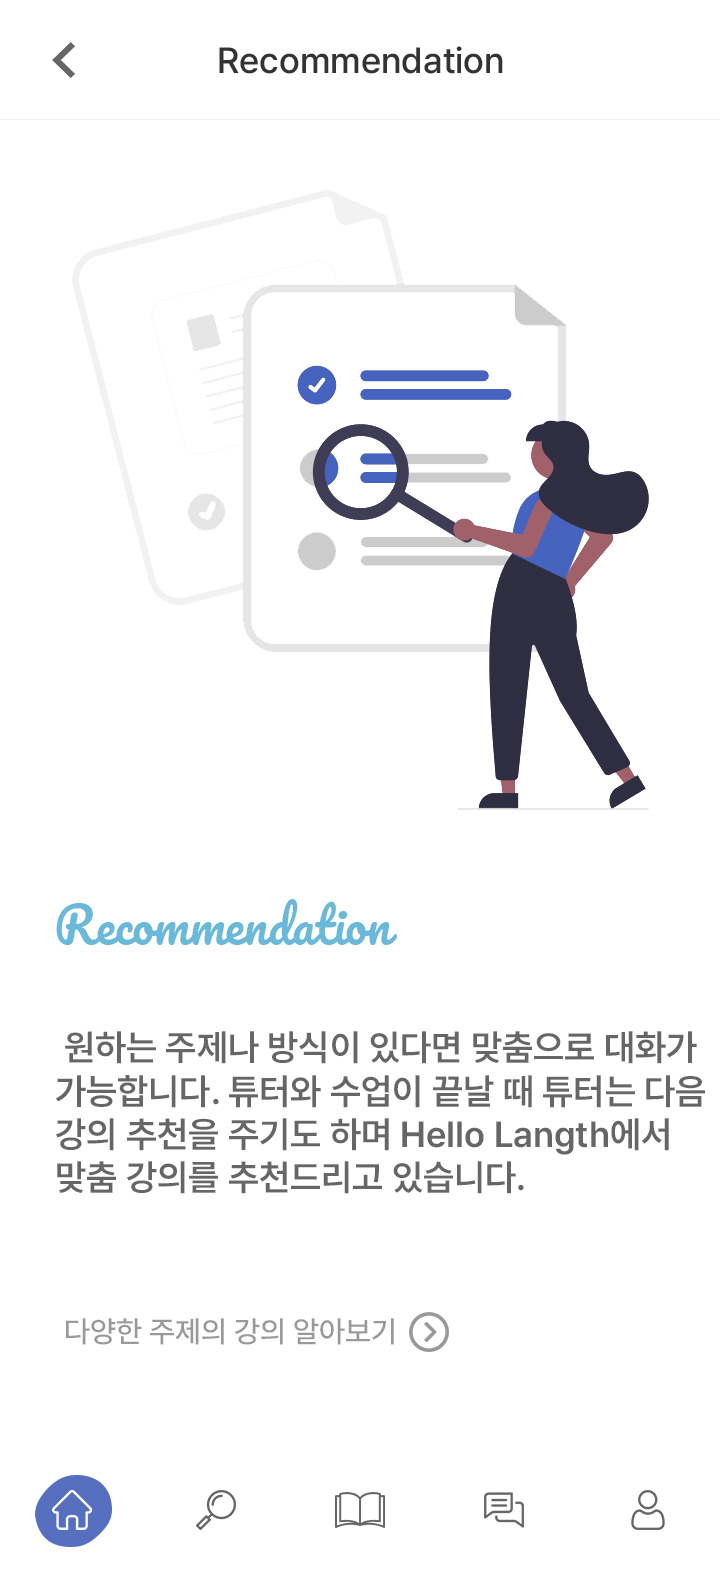 Recommendation
Recommendation
원하는 주제나 방식이 있다면 맞춤으로 대화가
가능합니다. 튜터와 수업이 끝날 때 튜터는 다음
강의 추천을 주기도 하며 Hello Langth에서
맞춤 강의를 추천드리고 있습니다.
다양한 주제의 강의 알아보기